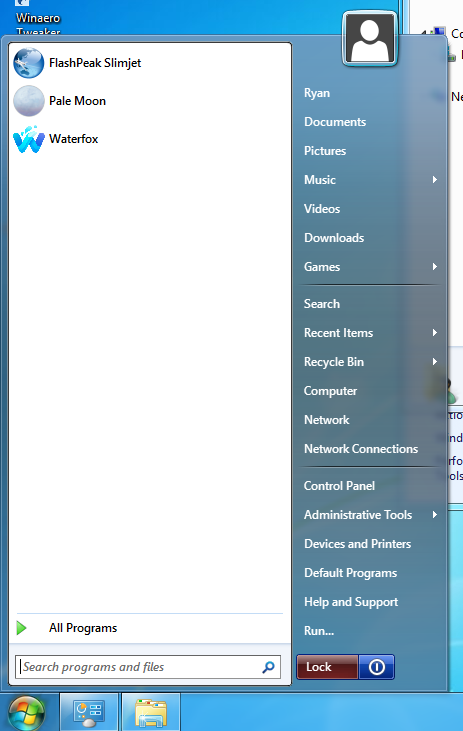 Winaero
Tweaker
FlashPeak Slimjet
Pale Moon
Waterfox
All Programs
Search programs and files
Ryan
Documents
Pictures
Music
Videos
Downloads
Games
Search
Recent Items
Recycle Bin
Computer
Network
Network Connections
Control Panel
Administrative Tools
Devices and Printers
Default Programs
Help and Support
Run...
Lock
Co
Ne